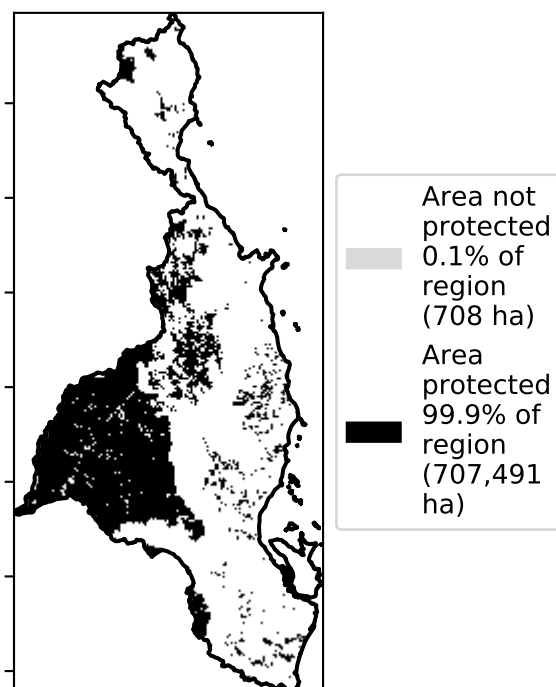 Area not
protected
0.1% of
region
(708 ha)
Area
protected
99.9% of
region
(707,491
ha)